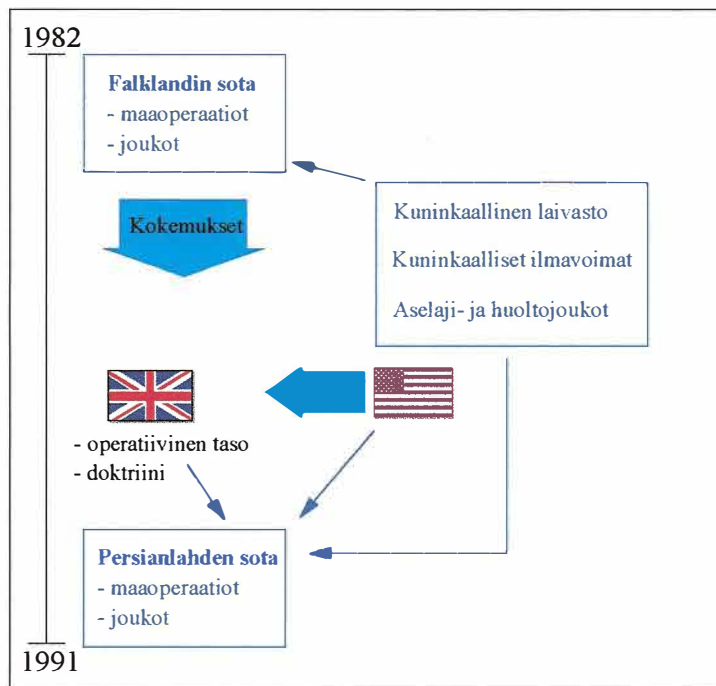 1982
Falklandin sota
- maaoperaatiot
- joukot
Kokemukset
Kuninkaallinen laivasto
Kuninkaalliset ilmavoimat
Aselaji- ja huoltojoukot
- operatiivinen taso
- doktriini
Persianlahden sota
- maaoperaatiot
- joukot
1991